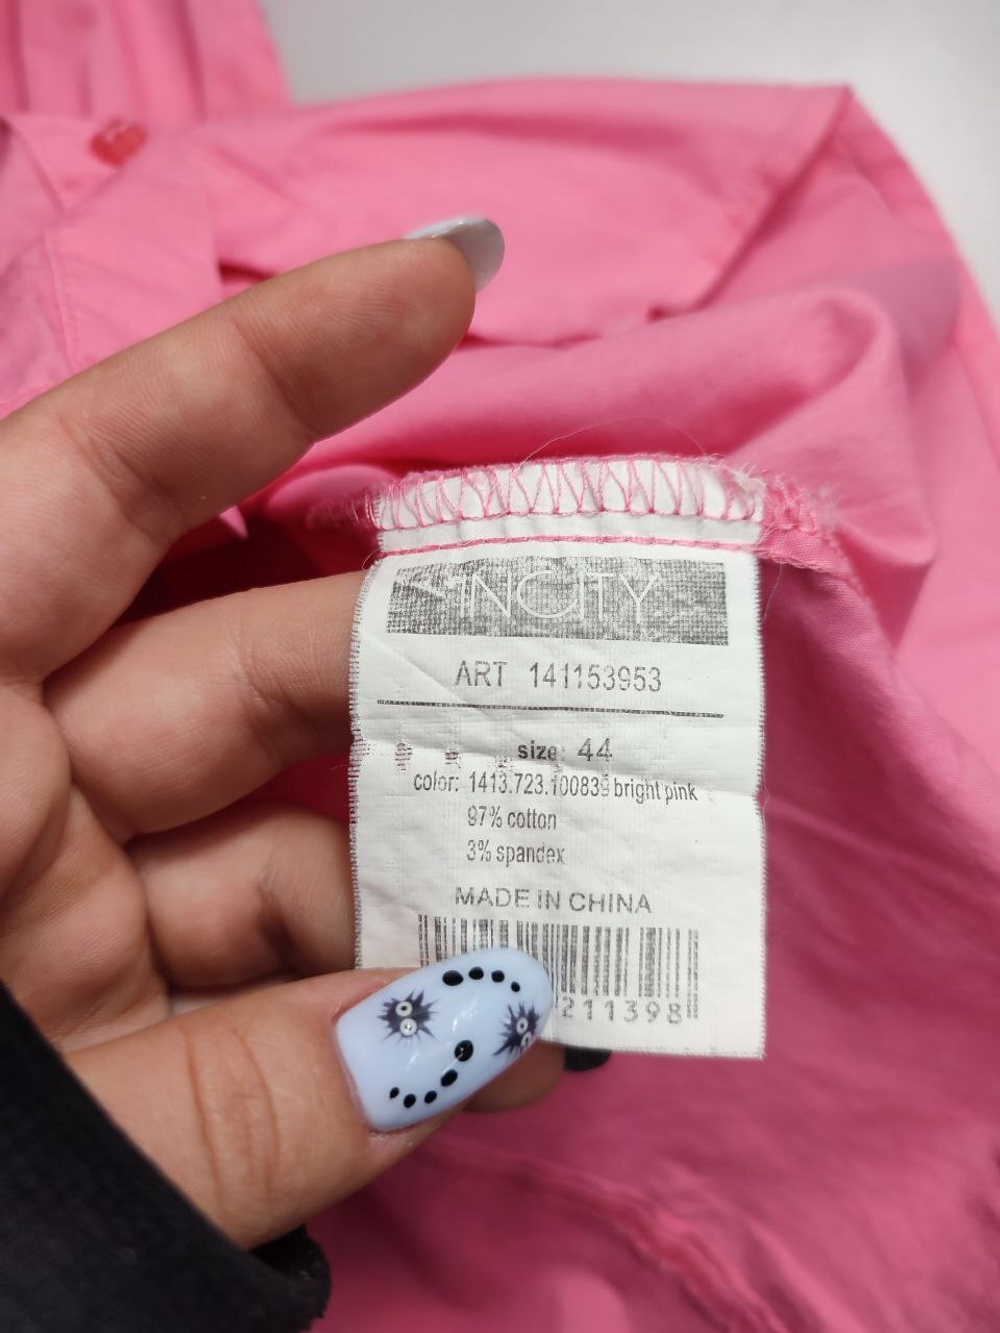 INCITY
ART 141153953
size: 44
color: 1413.723.100839 bright pink
97% cotton
3% spandex
MADE IN CHINA
211398